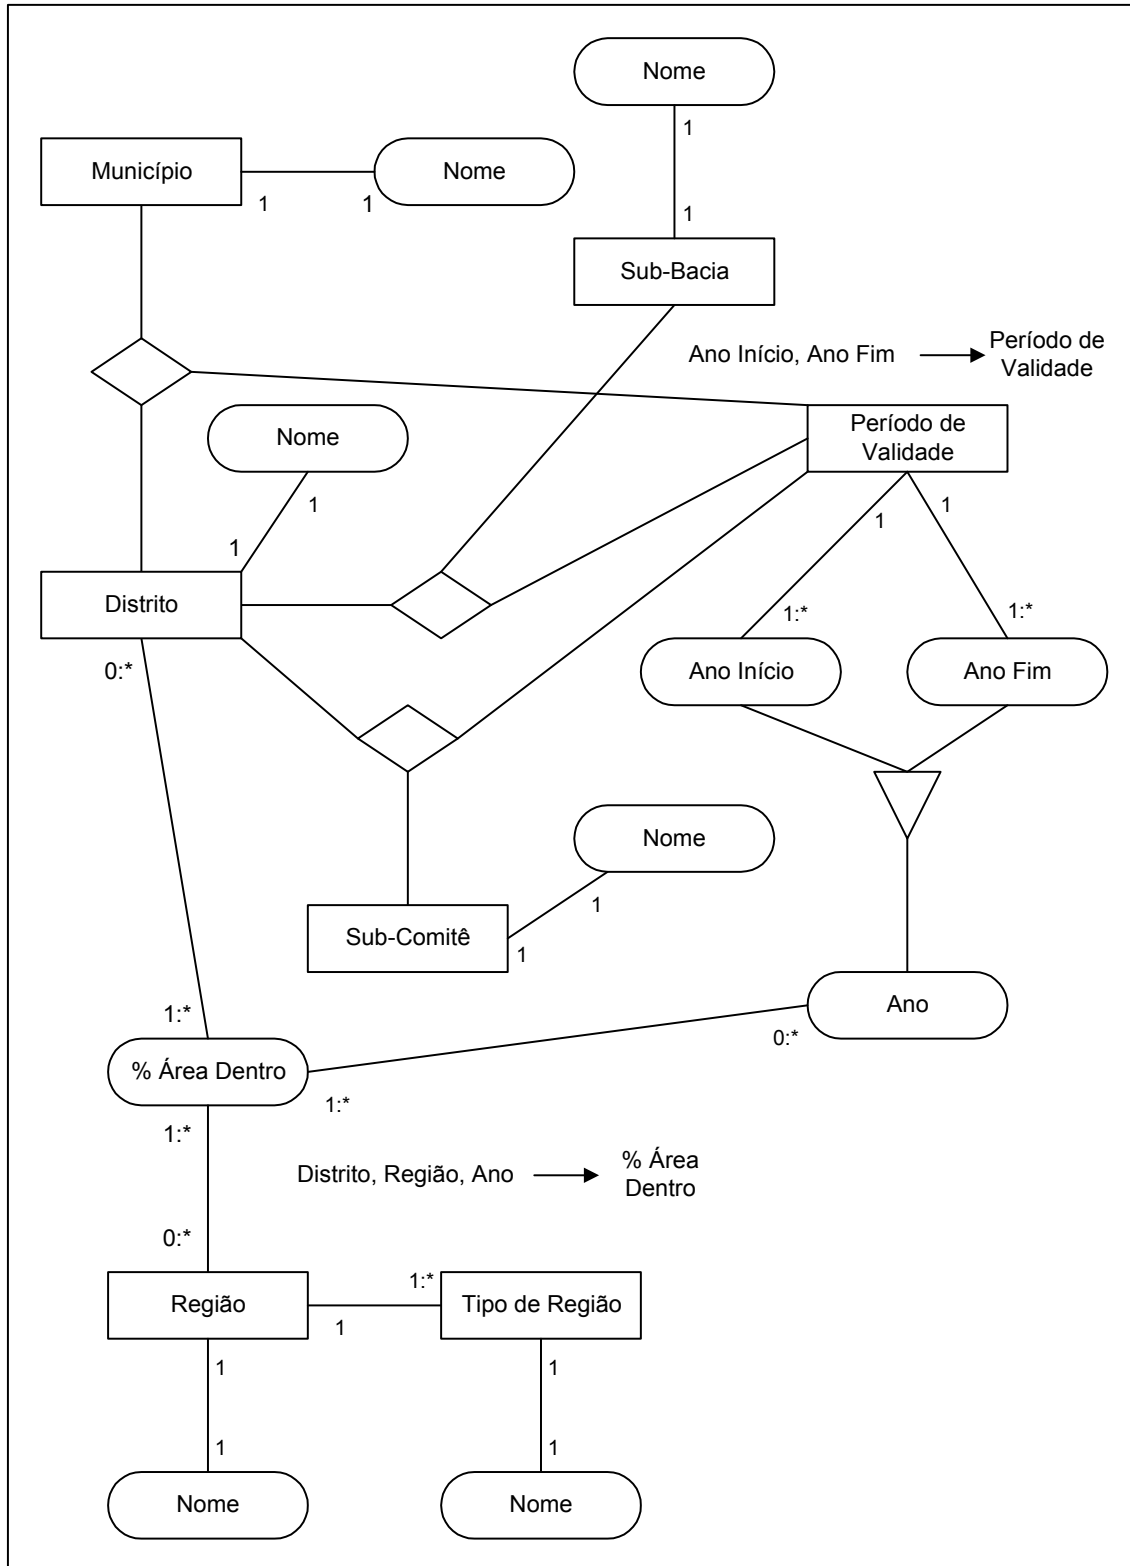 Nome
1
Município
Nome
1
1
1
Sub-Bacia
Ano Início, Ano Fim
Período de
Validade
Nome
Período de
Validade
1
1
1
1
Distrito
1:*
1:*
0:*
Ano Início
Ano Fim
Nome
1
Sub-Comitê
1
Ano
1:*
0:*
% Área Dentro
1:*
1:*
Distrito, Região, Ano
% Área
Dentro
0:*
1:*
Região
Tipo de Região
1
1
1
1
1
Nome
Nome